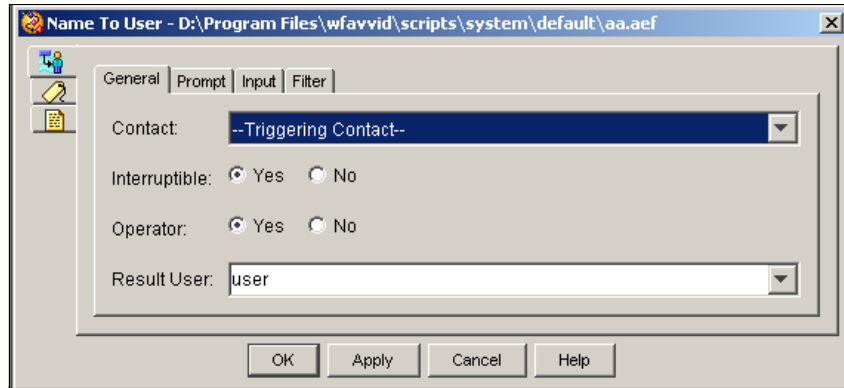 Name To User - D:\Program Files\wfavvid\scripts\system\default\aa.aef
General Prompt Input Filter
Contact: --Triggering Contact--
Interruptible: Yes No
Operator: Yes No
Result User: user
OK Apply Cancel Help